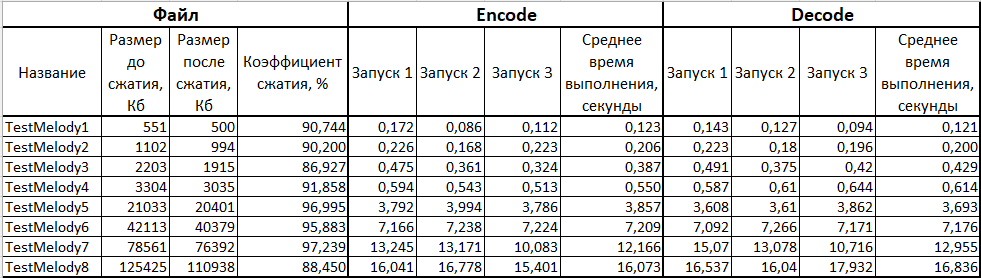 Файл Encode Decode
Название Размер до сжатия, Кб Размер после сжатия, Кб Коэффициент сжатия, % Запуск 1 Запуск 2 Запуск 3 Среднее время выполнения, секунды Запуск 1 Запуск 2 Запуск 3 Среднее время выполнения, секунды
TestMelody1 551 500 90,744 0,172 0,086 0,112 0,123 0,143 0,127 0,094 0,121
TestMelody2 1102 994 90,200 0,226 0,168 0,223 0,206 0,223 0,18 0,196 0,200
TestMelody3 2203 1915 86,927 0,475 0,361 0,324 0,387 0,491 0,375 0,42 0,429
TestMelody4 3304 3035 91,858 0,594 0,543 0,513 0,550 0,587 0,61 0,644 0,614
TestMelody5 21033 20401 96,995 3,792 3,994 3,786 3,857 3,608 3,61 3,862 3,693
TestMelody6 42113 40379 95,883 7,166 7,238 7,224 7,209 7,092 7,266 7,171 7,176
TestMelody7 78561 76392 97,239 13,245 13,171 10,083 12,166 15,07 13,078 10,716 12,955
TestMelody8 125425 110938 88,450 16,041 16,778 15,401 16,073 16,537 16,04 17,932 16,836